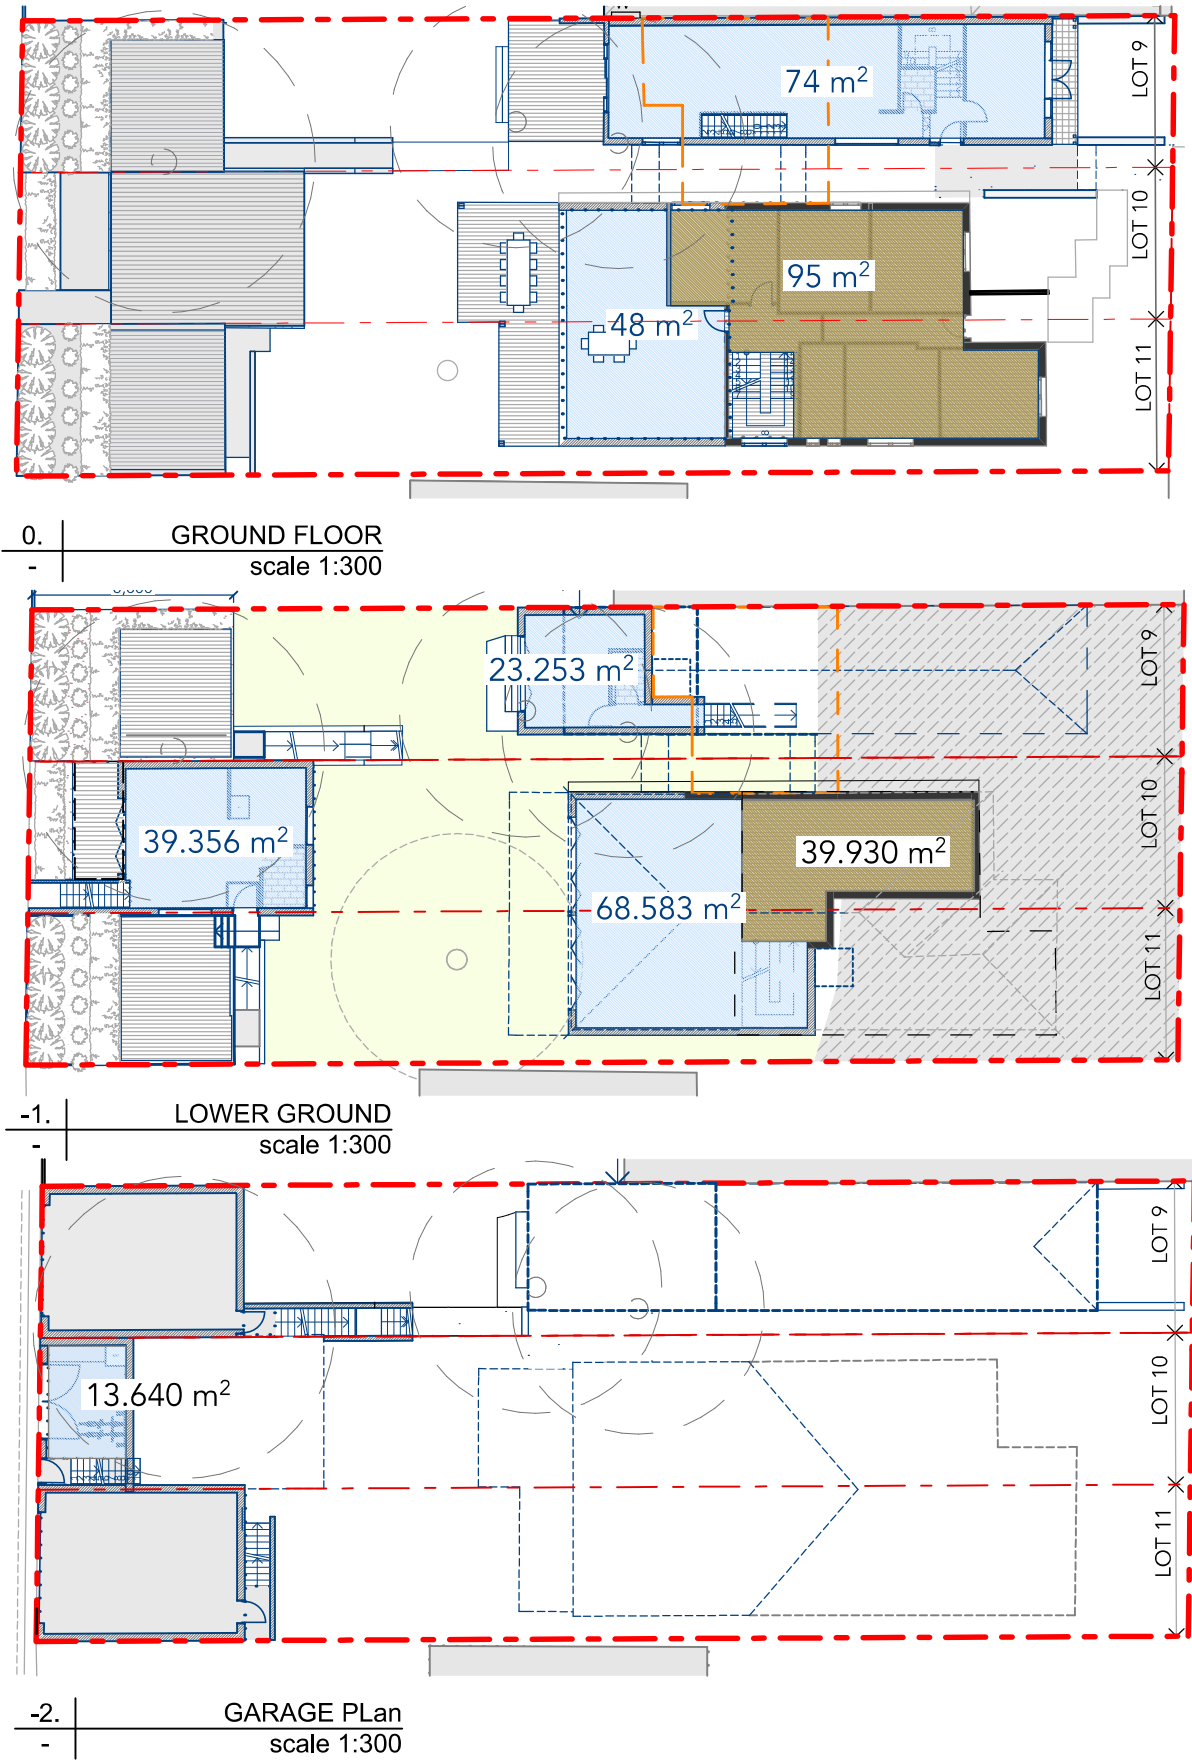 LOT 9
74 m²
LOT 10
95 m²
48 m²
LOT 11
0.
GROUND FLOOR
-
scale 1:300
LOT 9
23.253 m²
LOT 10
39.356 m²
39.930 m²
68.583 m²
LOT 11
-1.
LOWER GROUND
-
scale 1:300
LOT 9
LOT 10
13.640 m²
LOT 11
-2.
GARAGE PLan
-
scale 1:300